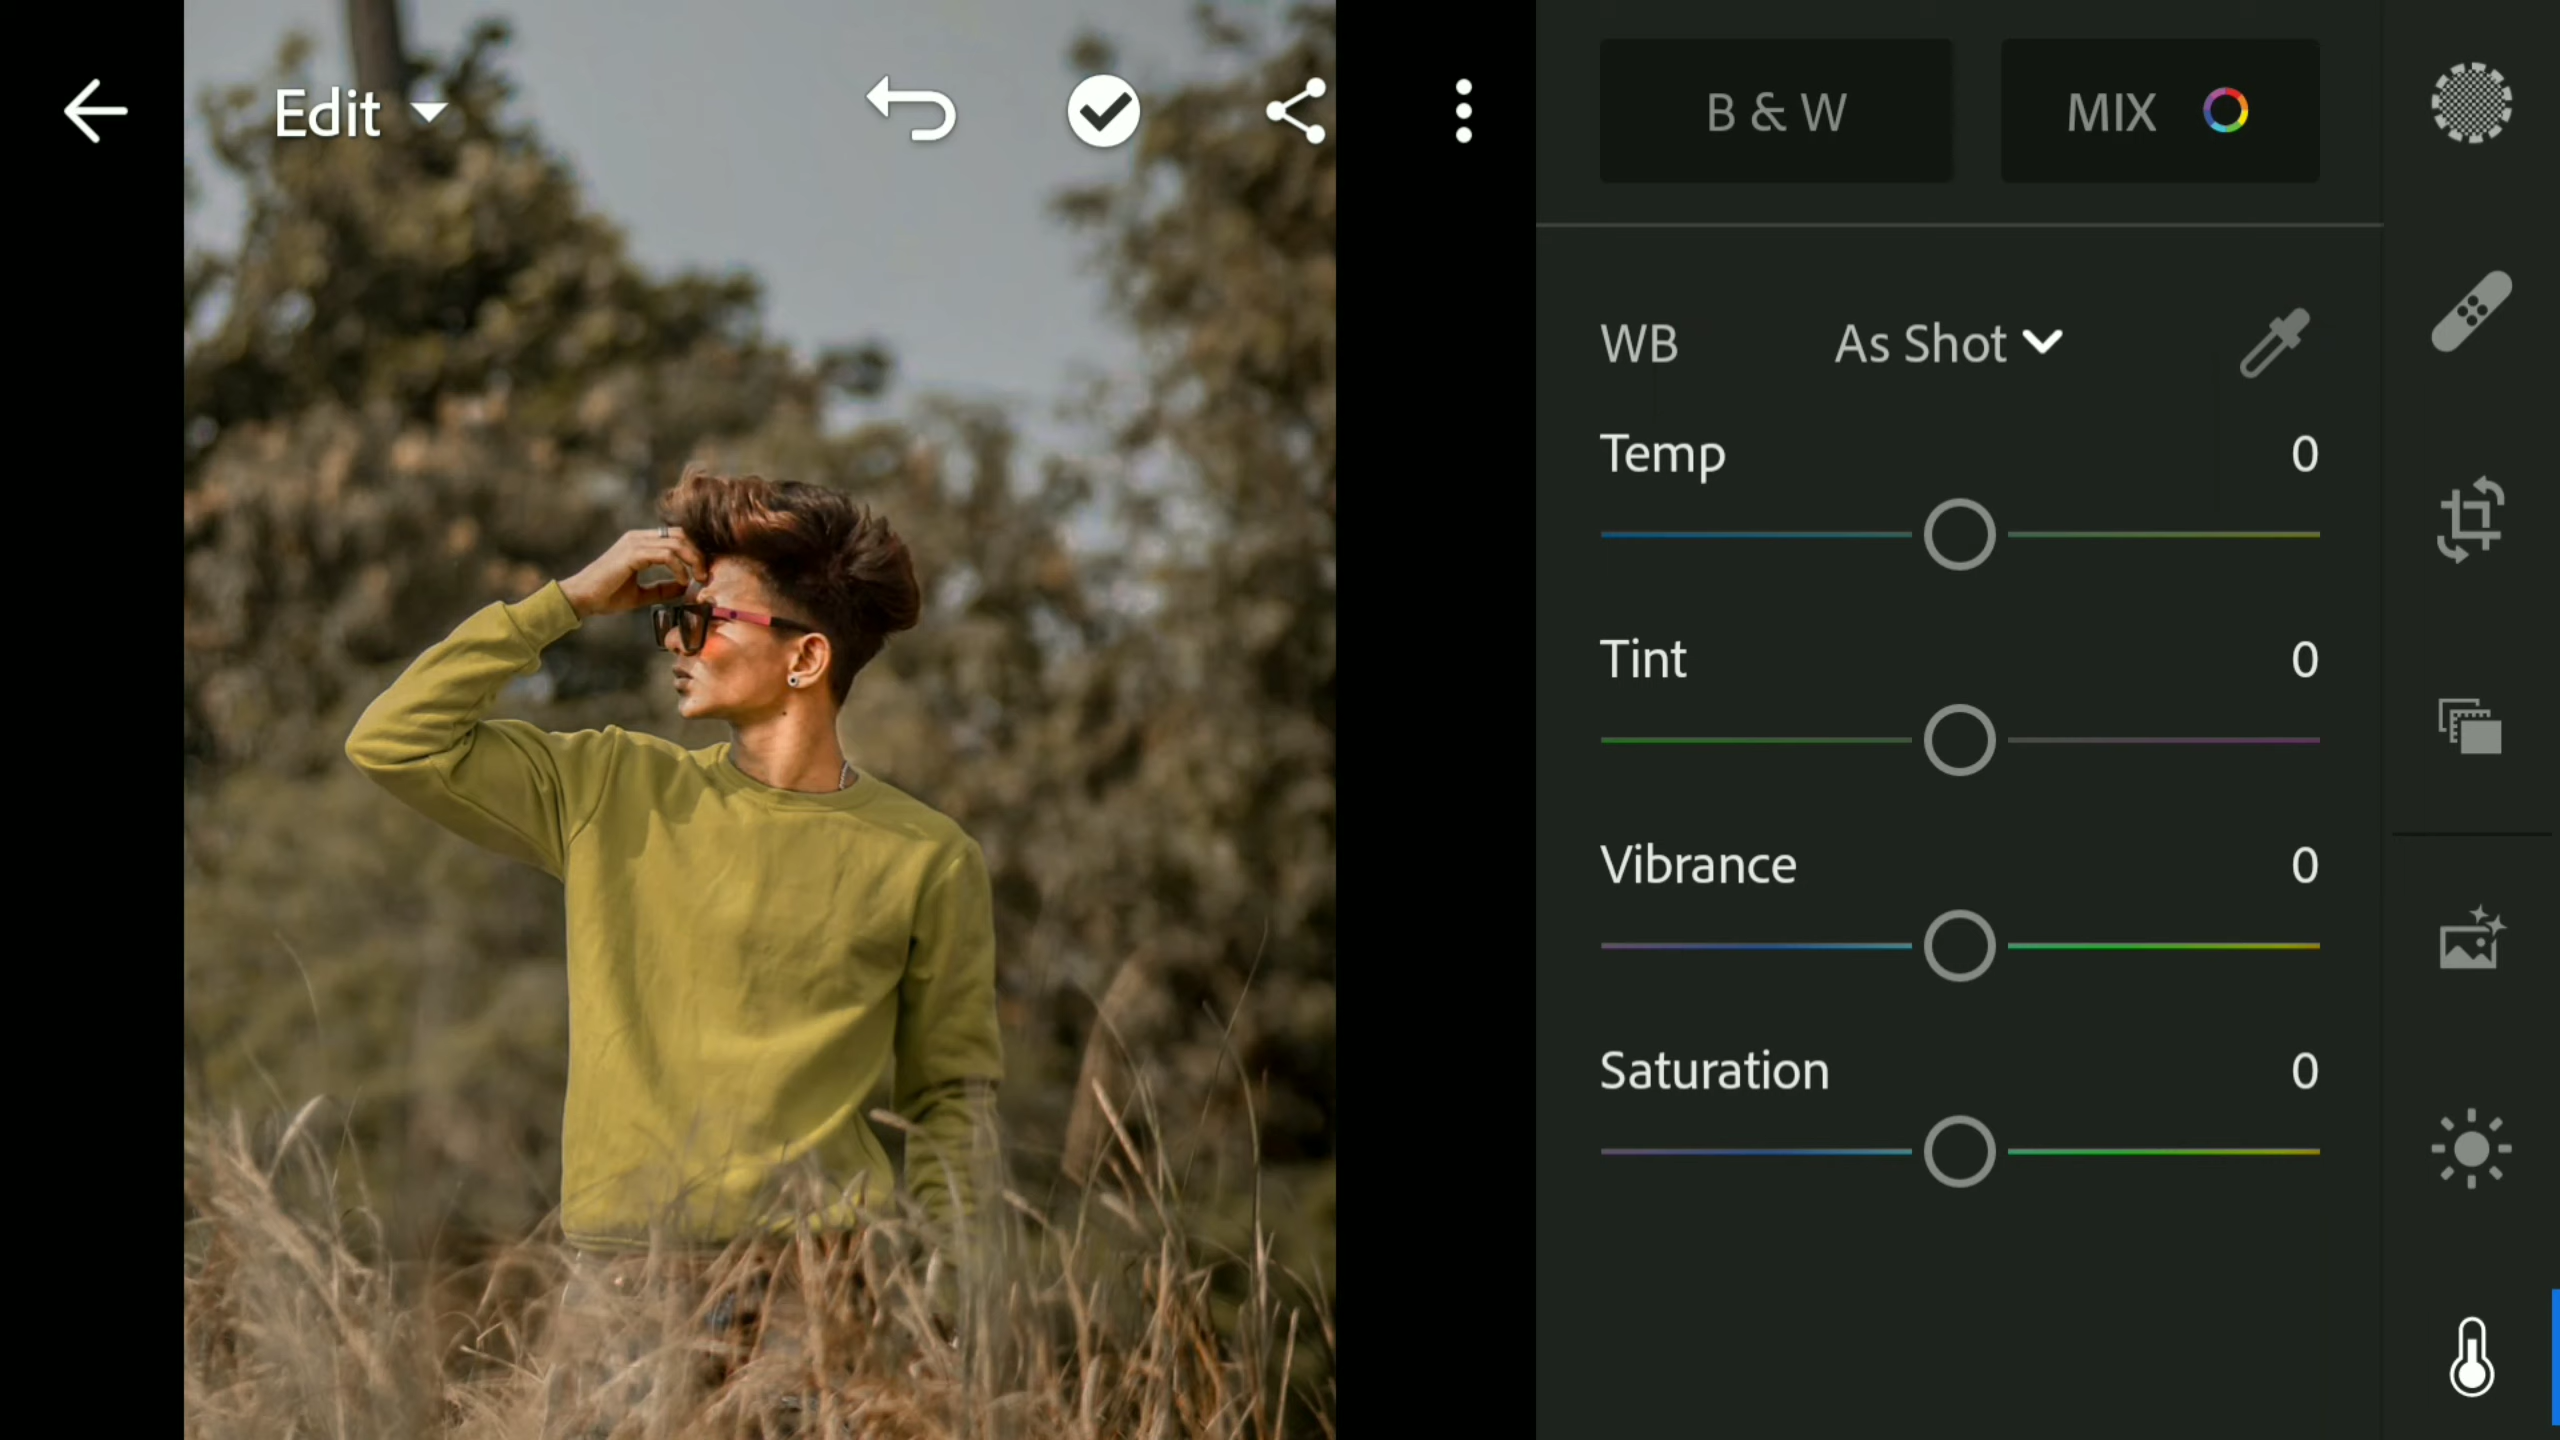 Edit
B & W
MIX
WB As Shot
Temp 0
Tint 0
Vibrance 0
Saturation 0